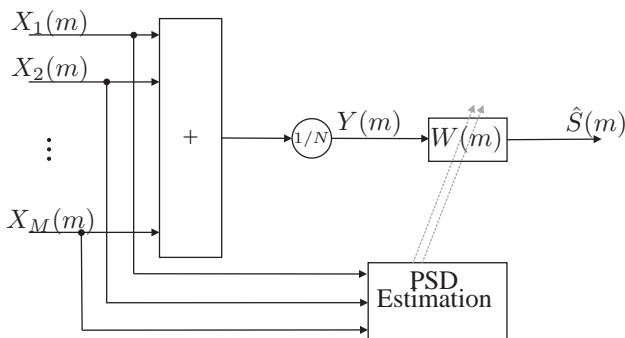 X_1(m)
X_2(m)
⋮
X_M(m)
+
1/N
Y(m)
W(m)
Ŝ(m)
PSD
Estimation